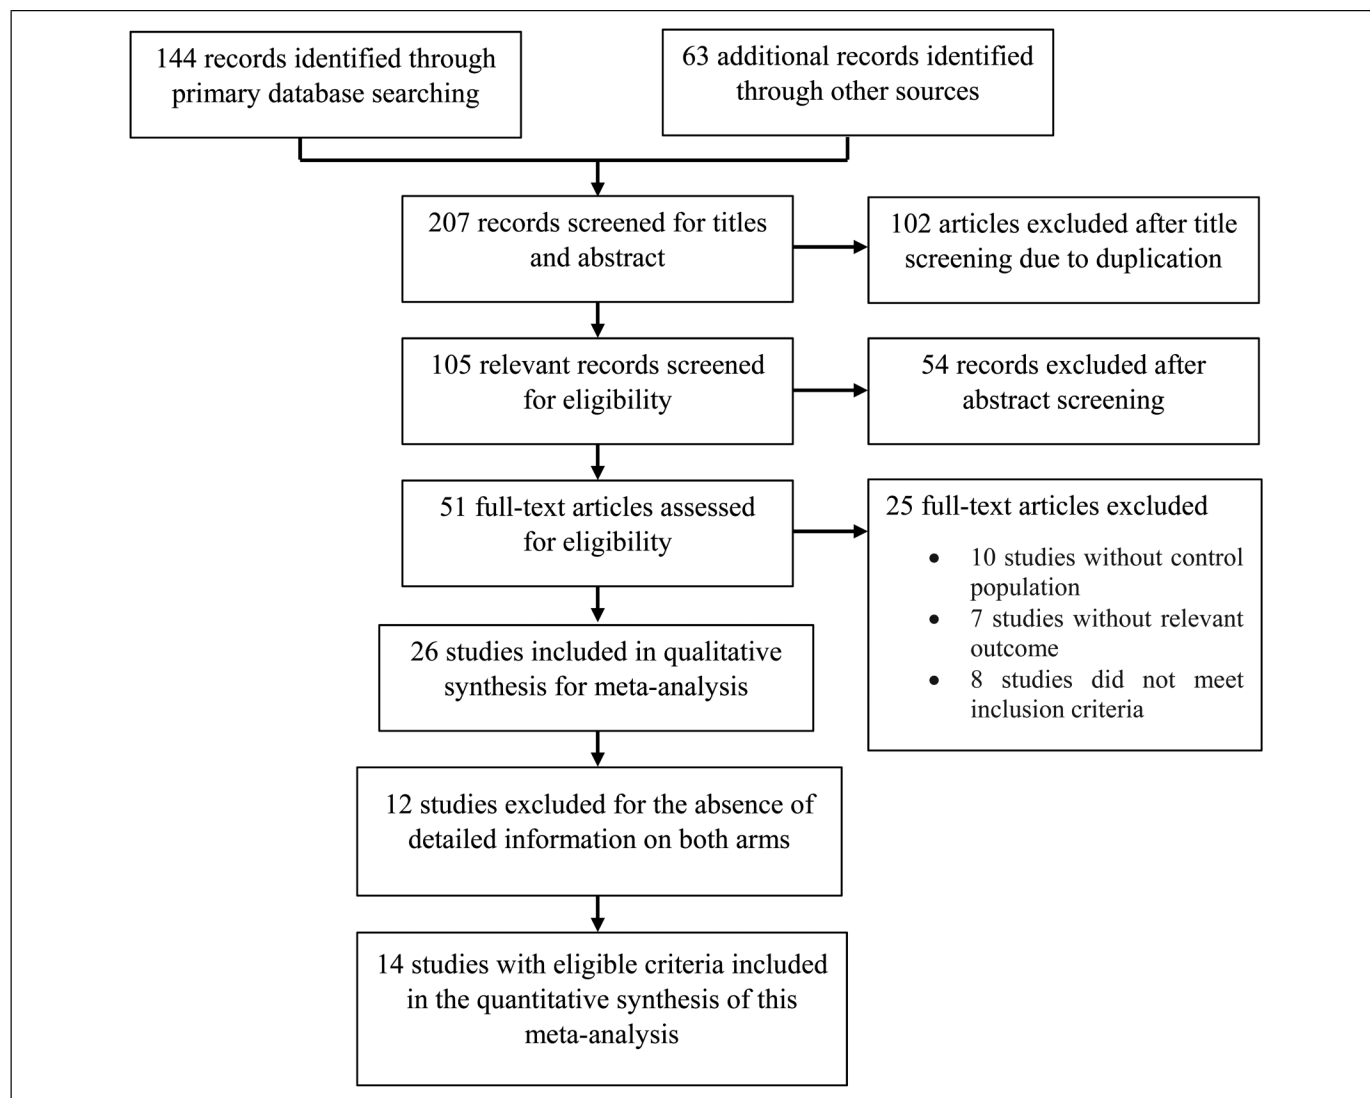 144 records identified through
primary database searching
63 additional records identified
through other sources
207 records screened for titles
and abstract
102 articles excluded after title
screening due to duplication
105 relevant records screened
for eligibility
54 records excluded after
abstract screening
51 full-text articles assessed
for eligibility
25 full-text articles excluded
• 10 studies without control
population
• 7 studies without relevant
outcome
• 8 studies did not meet
inclusion criteria
26 studies included in qualitative
synthesis for meta-analysis
12 studies excluded for the absence of
detailed information on both arms
14 studies with eligible criteria included
in the quantitative synthesis of this
meta-analysis